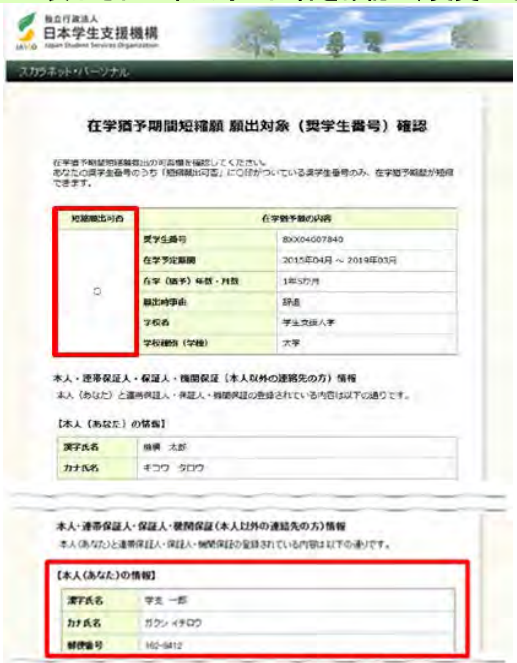 独立行政法人
日本学生支援機構
Japan Student Services Organization
JASSO
スカラネット・パーソナル
在学猶予期間短縮願 願出対象（奨学生番号）確認
在学猶予期間短縮願願出の可否欄を確認してください。
あなたの奨学生番号のうち「短縮願出可否」に○印がついている奨学生番号のみ、在学猶予期間が短縮
できます。
短縮願出可否 在学猶予願の内容
奨学生番号 8XX04007840
在学予定期間 2015年04月 ～ 2019年03月
○ 在学（猶予）年数・月数 1年5か月
願出時事由 辞退
学校名 学生支援大学
学校種別（学種） 大学
本人・連帯保証人・保証人・機関保証（本人以外の連絡先の方）情報
本人（あなた）と連帯保証人・保証人・機関保証の登録されている内容は以下の通りです。
【本人（あなた）の情報】
漢字氏名 機構 太郎
カナ氏名 キコウ タロウ
本人・連帯保証人・保証人・機関保証（本人以外の連絡先の方）情報
本人（あなた）と連帯保証人・保証人・機関保証の登録されている内容は以下の通りです。
【本人（あなた）の情報】
漢字氏名 学支 一郎
カナ氏名 ガクシ イチロウ
郵便番号 162-8412